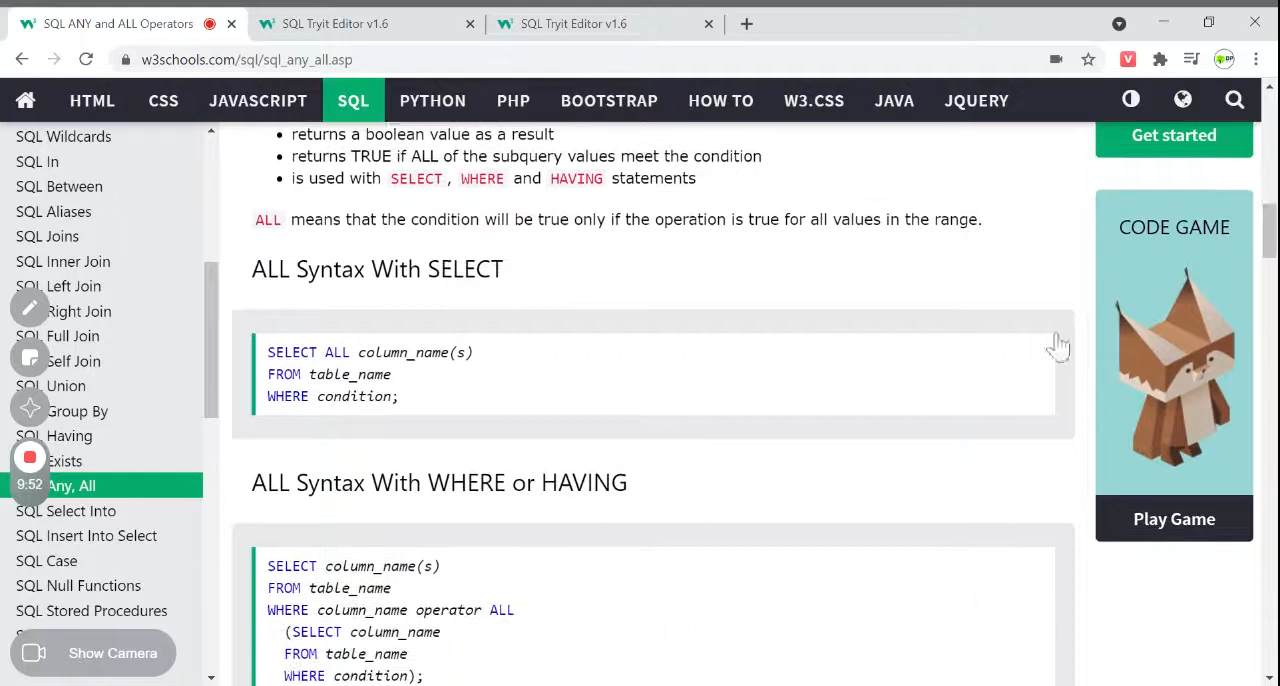 SQL ANY and ALL Operators
SQL Tryit Editor v1.6
SQL Tryit Editor v1.6
w3schools.com/sql/sql_any_all.asp
HTML CSS JAVASCRIPT SQL PYTHON PHP BOOTSTRAP HOW TO W3.CSS JAVA JQUERY
SQL Wildcards
SQL In
SQL Between
SQL Aliases
SQL Joins
SQL Inner Join
SQL Left Join
Right Join
Full Join
Self Join
SQL Union
Group By
SQL Having
Exists
Any, All
SQL Select Into
SQL Insert Into Select
SQL Case
SQL Null Functions
SQL Stored Procedures
9:52
Show Camera
returns a boolean value as a result
returns TRUE if ALL of the subquery values meet the condition
is used with SELECT, WHERE and HAVING statements
ALL means that the condition will be true only if the operation is true for all values in the range.
ALL Syntax With SELECT
SELECT ALL column_name(s)
FROM table_name
WHERE condition;
ALL Syntax With WHERE or HAVING
SELECT column_name(s)
FROM table_name
WHERE column_name operator ALL
(SELECT column_name
FROM table_name
WHERE condition);
Get started
CODE GAME
Play Game